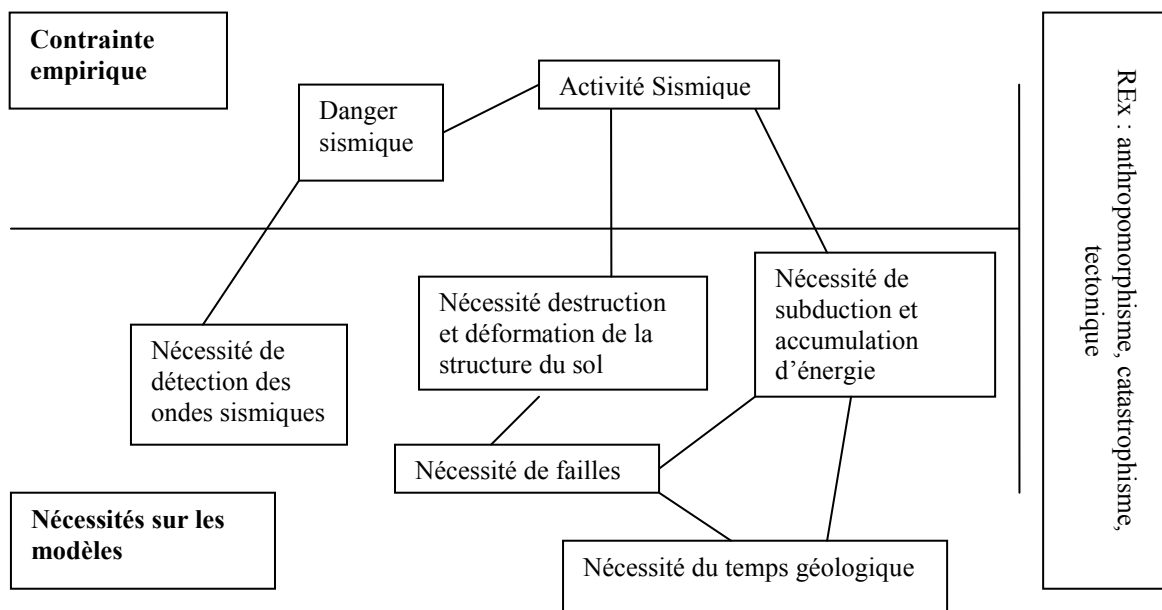 Contrainte
empirique
Activité Sismique
Danger
sismique
Nécessité de
détection des
ondes sismiques
Nécessité destruction
et déformation de la
structure du sol
Nécessité de
subduction et
accumulation
d’énergie
Nécessité de failles
Nécessités sur les
modèles
Nécessité du temps géologique
REx : anthropomorphisme, catastrophisme,
tectonique